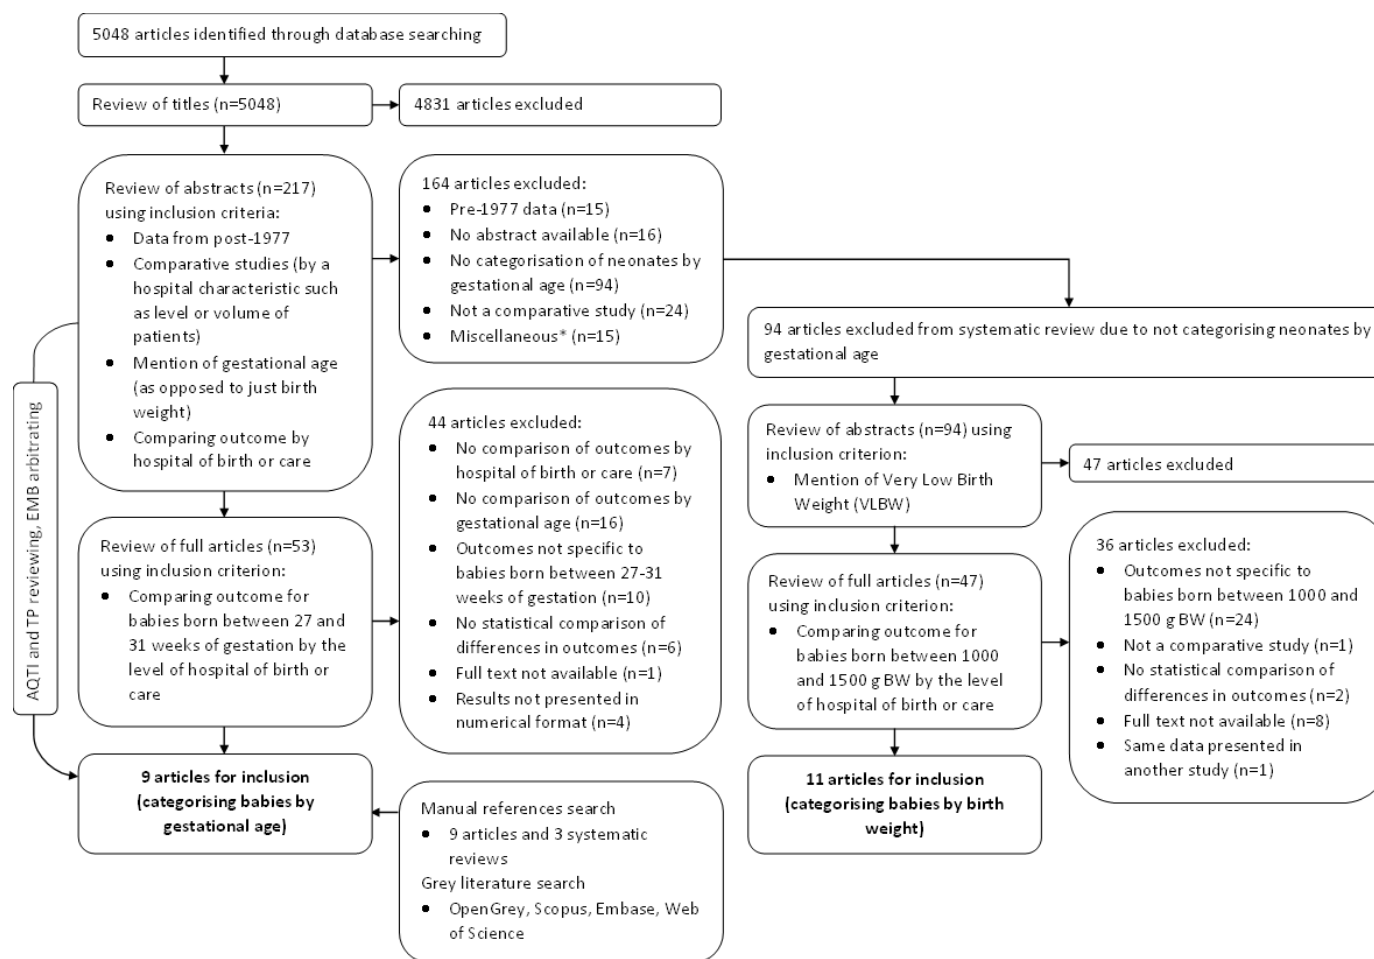 5048 articles identified through database searching
Review of titles (n=5048)
4831 articles excluded
Review of abstracts (n=217)
using inclusion criteria:
• Data from post-1977
• Comparative studies (by a
hospital characteristic such
as level or volume of
patients)
• Mention of gestational age
(as opposed to just birth
weight)
• Comparing outcome by
hospital of birth or care
164 articles excluded:
• Pre-1977 data (n=15)
• No abstract available (n=16)
• No categorisation of neonates by
gestational age (n=94)
• Not a comparative study (n=24)
• Miscellaneous* (n=15)
94 articles excluded from systematic review due to not categorising neonates by
gestational age
AQTI and TP reviewing, EMB arbitrating
Review of full articles (n=53)
using inclusion criterion:
• Comparing outcome for
babies born between 27 and
31 weeks of gestation by the
level of hospital of birth or
care
44 articles excluded:
• No comparison of outcomes by
hospital of birth or care (n=7)
• No comparison of outcomes by
gestational age (n=16)
• Outcomes not specific to
babies born between 27-31
weeks of gestation (n=10)
• No statistical comparison of
differences in outcomes (n=6)
• Full text not available (n=1)
• Results not presented in
numerical format (n=4)
Review of abstracts (n=94) using
inclusion criterion:
• Mention of Very Low Birth
Weight (VLBW)
47 articles excluded
Review of full articles (n=47)
using inclusion criterion:
• Comparing outcome for
babies born between 1000
and 1500 g BW by the level
of hospital of birth or care
36 articles excluded:
• Outcomes not specific to
babies born between 1000 and
1500 g BW (n=24)
• Not a comparative study (n=1)
• No statistical comparison of
differences in outcomes (n=2)
• Full text not available (n=8)
• Same data presented in
another study (n=1)
9 articles for inclusion
(categorising babies by
gestational age)
Manual references search
• 9 articles and 3 systematic
reviews
Grey literature search
• OpenGrey, Scopus, Embase, Web
of Science
11 articles for inclusion
(categorising babies by birth
weight)